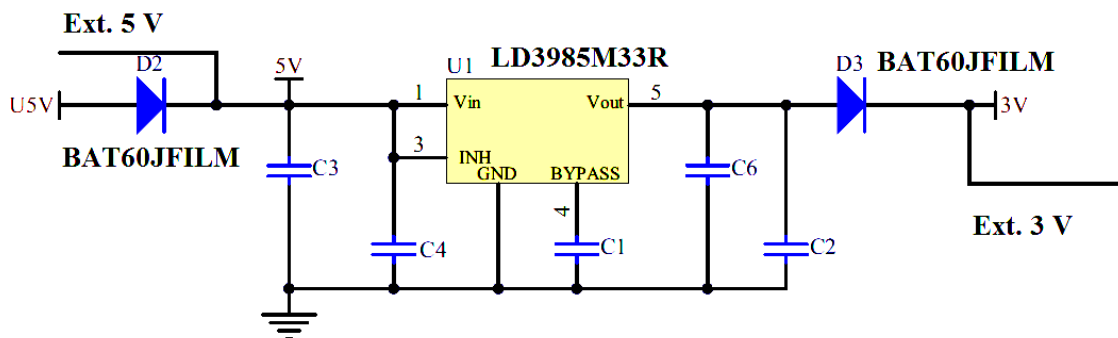 Ext. 5 V
D2
5V
U1
LD3985M33R
D3
BAT60JFILM
U5V
1
Vin
Vout
5
3V
BAT60JFILM
C3
3
INH
GND
BYPASS
C6
4
C4
C1
C2
Ext. 3 V